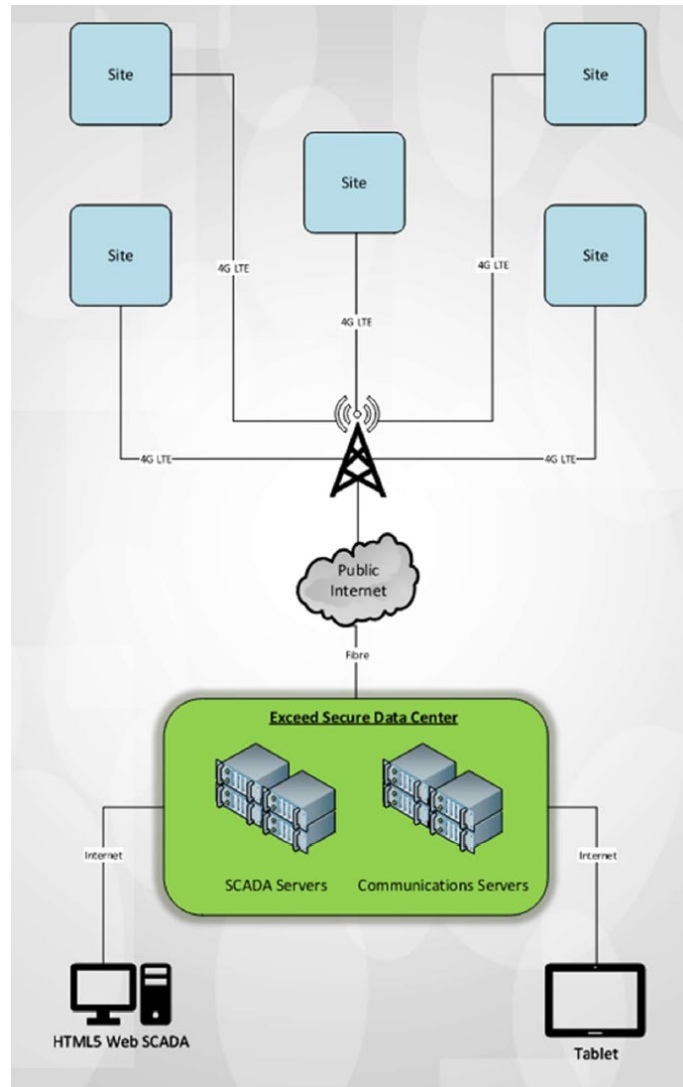 Site
Site
Site
Site
Site
4G LTE
4G LTE
4G LTE
4G LTE
4G LTE
Public
Internet
Fibre
Exceed Secure Data Center
SCADA Servers
Communications Servers
Internet
Internet
HTML5 Web SCADA
Tablet